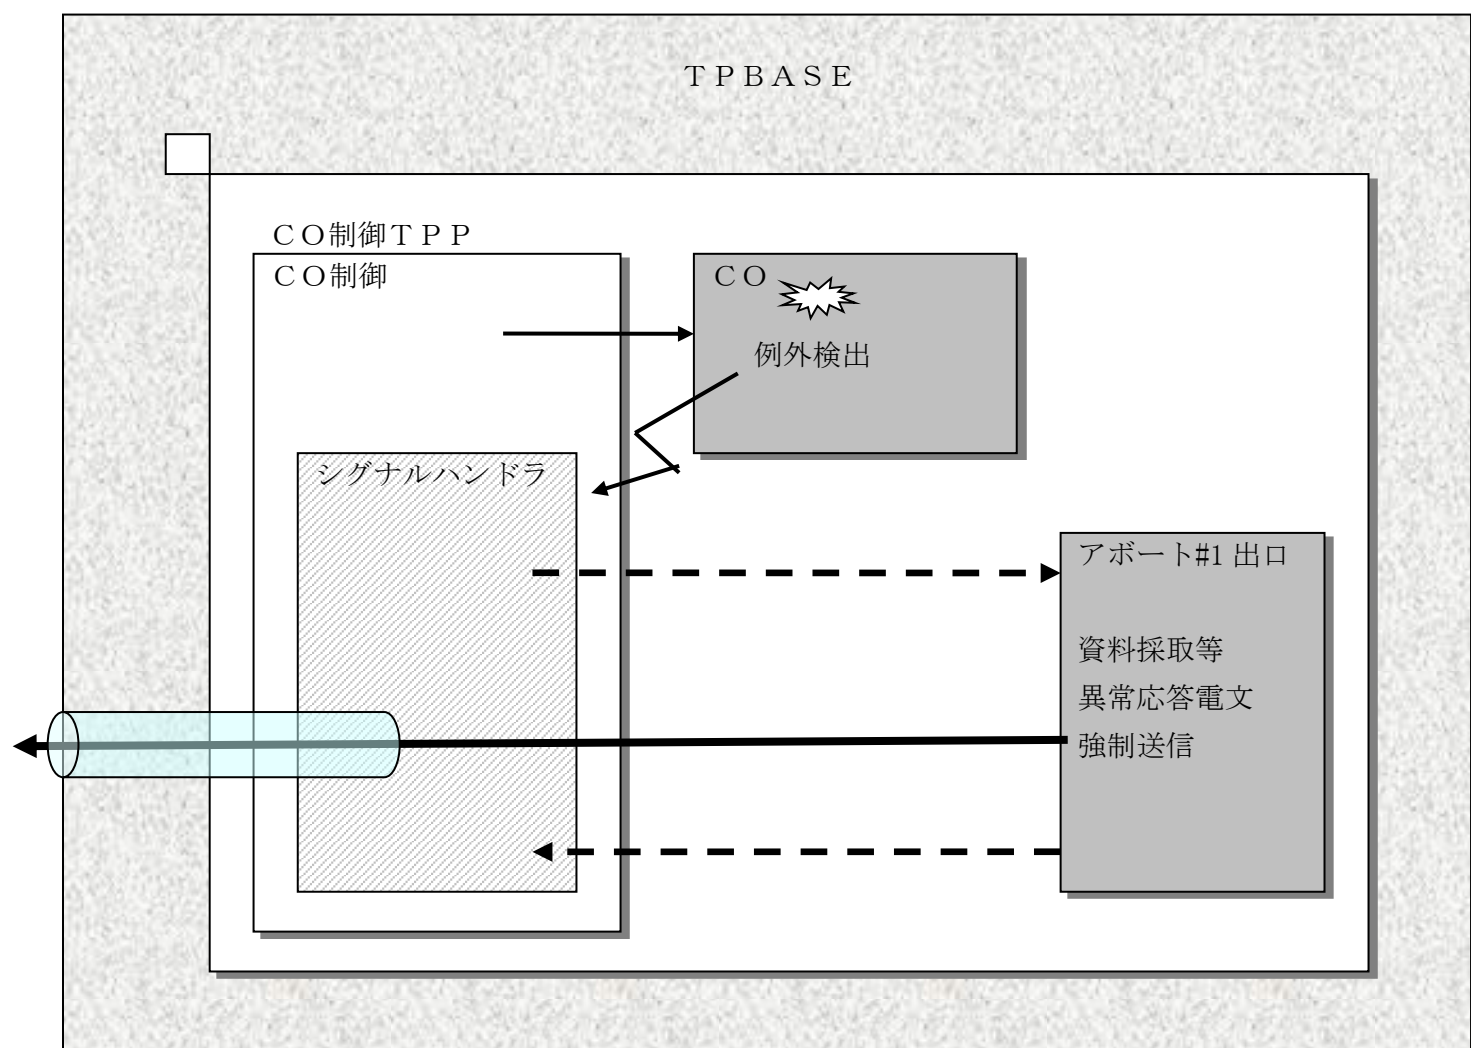 ＴＰＢＡＳＥ
ＣＯ制御ＴＰＰ
ＣＯ制御
ＣＯ
例外検出
シグナルハンドラ
アボート#1 出口
資料採取等
異常応答電文
強制送信